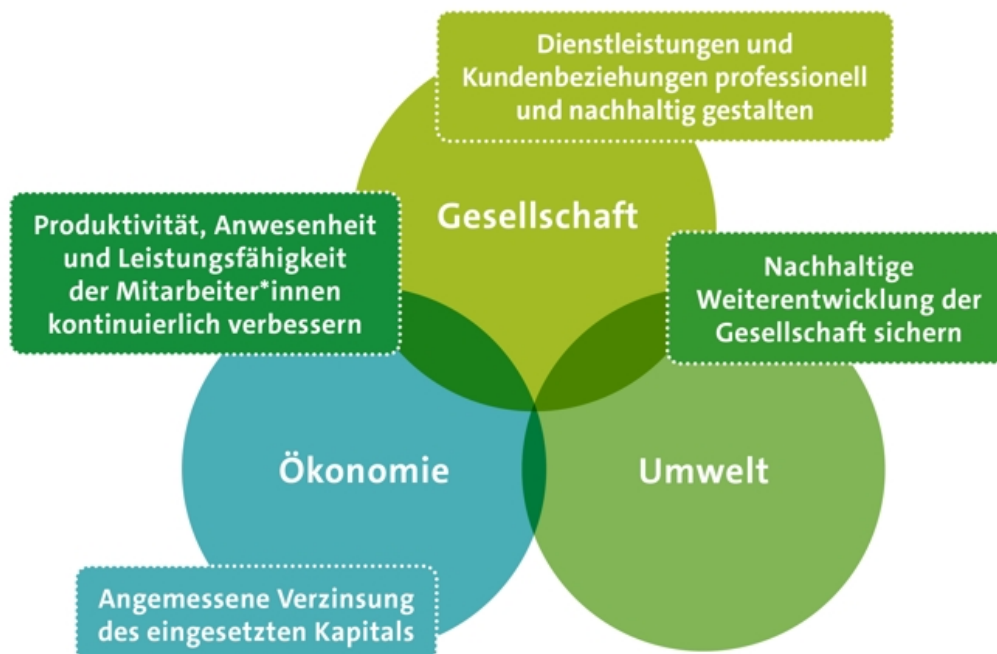 Dienstleistungen und
Kundenbeziehungen professionell
und nachhaltig gestalten
Gesellschaft
Produktivität, Anwesenheit
und Leistungsfähigkeit
der Mitarbeiter*innen
kontinuierlich verbessern
Nachhaltige
Weiterentwicklung der
Gesellschaft sichern
Ökonomie
Umwelt
Angemessene Verzinsung
des eingesetzten Kapitals